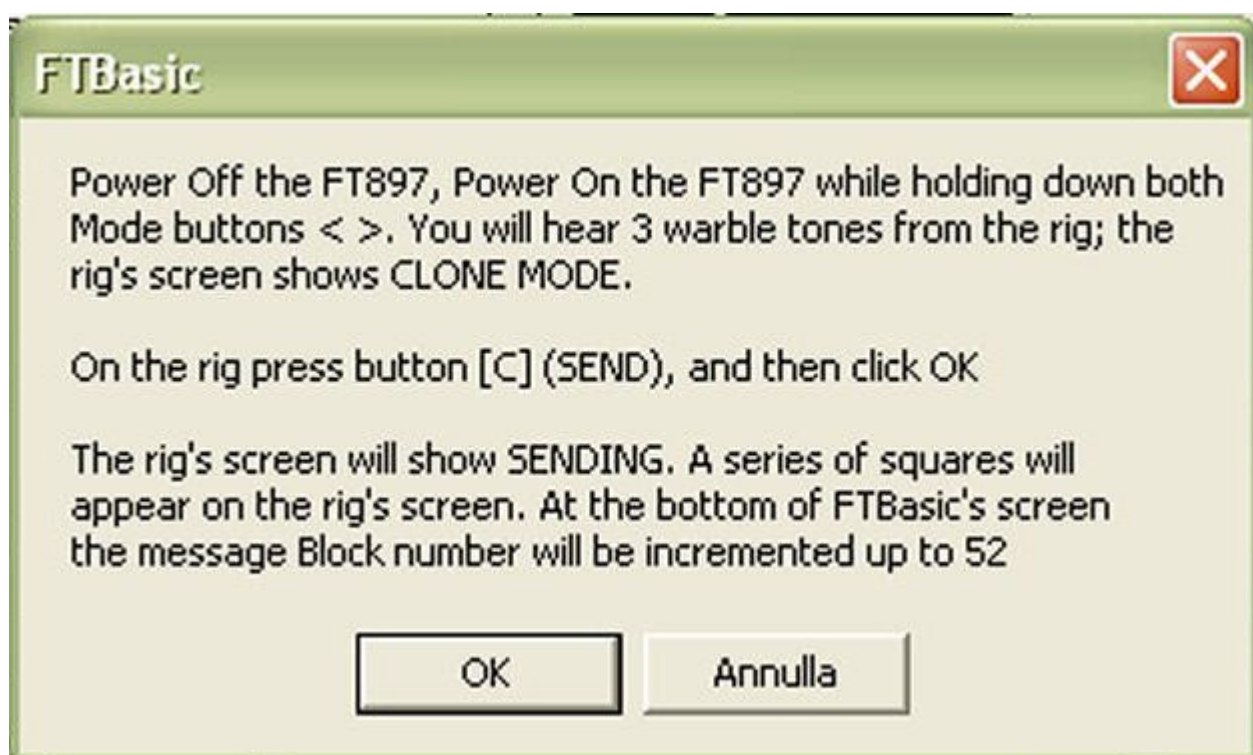 FTBasic
Power Off the FT897, Power On the FT897 while holding down both
Mode buttons < >. You will hear 3 warble tones from the rig; the
rig's screen shows CLONE MODE.
On the rig press button [C] (SEND), and then click OK
The rig's screen will show SENDING. A series of squares will
appear on the rig's screen. At the bottom of FTBasic's screen
the message Block number will be incremented up to 52
OK
Annulla